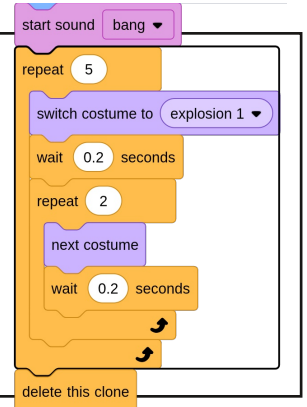 start sound bang
repeat 5
switch costume to explosion 1
wait 0.2 seconds
repeat 2
next costume
wait 0.2 seconds
delete this clone